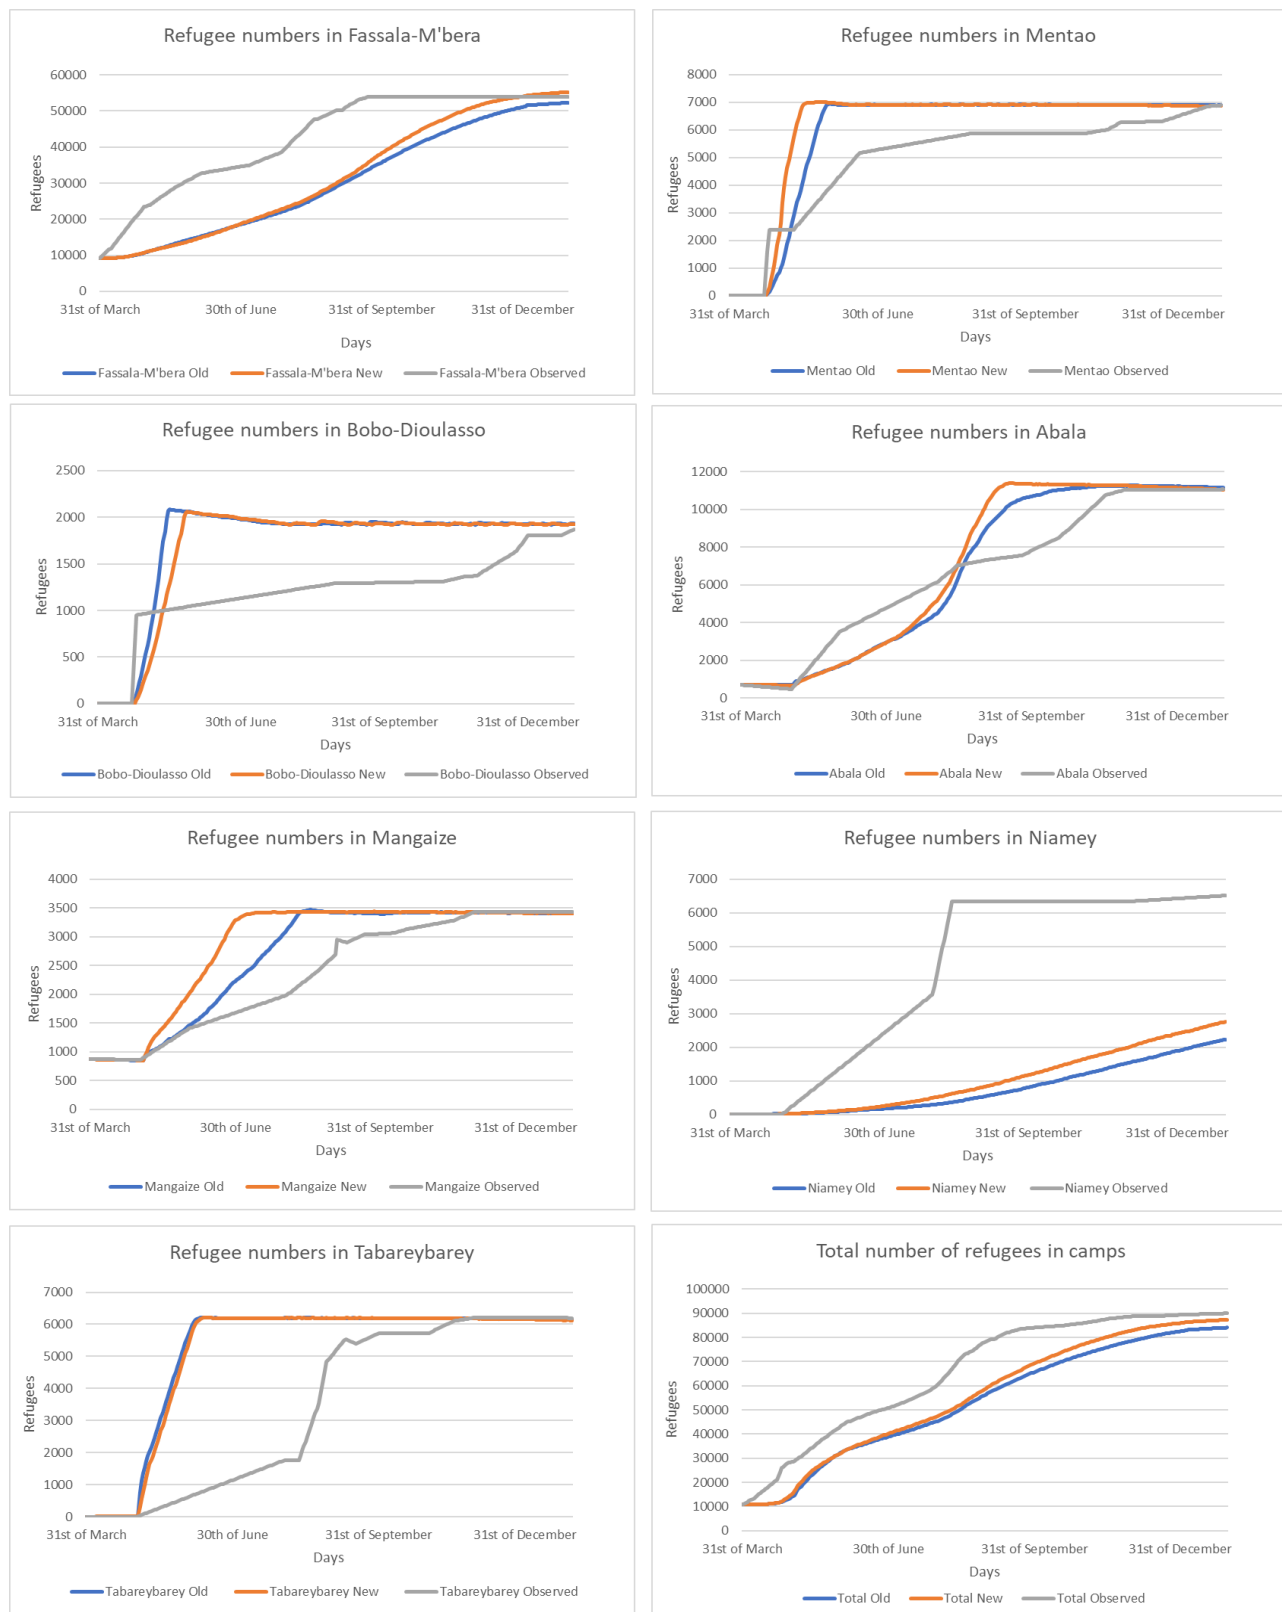 Refugee numbers in Fassala-M'bera
60000
50000
40000
30000
20000
10000
0
Refugees
31st of March 30th of June 31st of September 31st of December
Days
Fassala-M'bera Old Fassala-M'bera New Fassala-M'bera Observed
Refugee numbers in Mentao
8000
7000
6000
5000
4000
3000
2000
1000
0
Refugees
31st of March 30th of June 31st of September 31st of December
Days
Mentao Old Mentao New Mentao Observed
Refugee numbers in Bobo-Dioulasso
2500
2000
1500
1000
500
0
Refugees
31st of March 30th of June 31st of September 31st of December
Days
Bobo-Dioulasso Old Bobo-Dioulasso New Bobo-Dioulasso Observed
Refugee numbers in Abala
12000
10000
8000
6000
4000
2000
0
Refugees
31st of March 30th of June 31st of September 31st of December
Days
Abala Old Abala New Abala Observed
Refugee numbers in Mangaize
4000
3500
3000
2500
2000
1500
1000
500
0
Refugees
31st of March 30th of June 31st of September 31st of December
Days
Mangaize Old Mangaize New Mangaize Observed
Refugee numbers in Niamey
7000
6000
5000
4000
3000
2000
1000
0
Refugees
31st of March 30th of June 31st of September 31st of December
Days
Niamey Old Niamey New Niamey Observed
Refugee numbers in Tabareybarey
7000
6000
5000
4000
3000
2000
1000
0
Refugees
31st of March 30th of June 31st of September 31st of December
Days
Tabareybarey Old Tabareybarey New Tabareybarey Observed
Total number of refugees in camps
100000
90000
80000
70000
60000
50000
40000
30000
20000
10000
0
Refugees
31st of March 30th of June 31st of September 31st of December
Days
Total Old Total New Total Observed